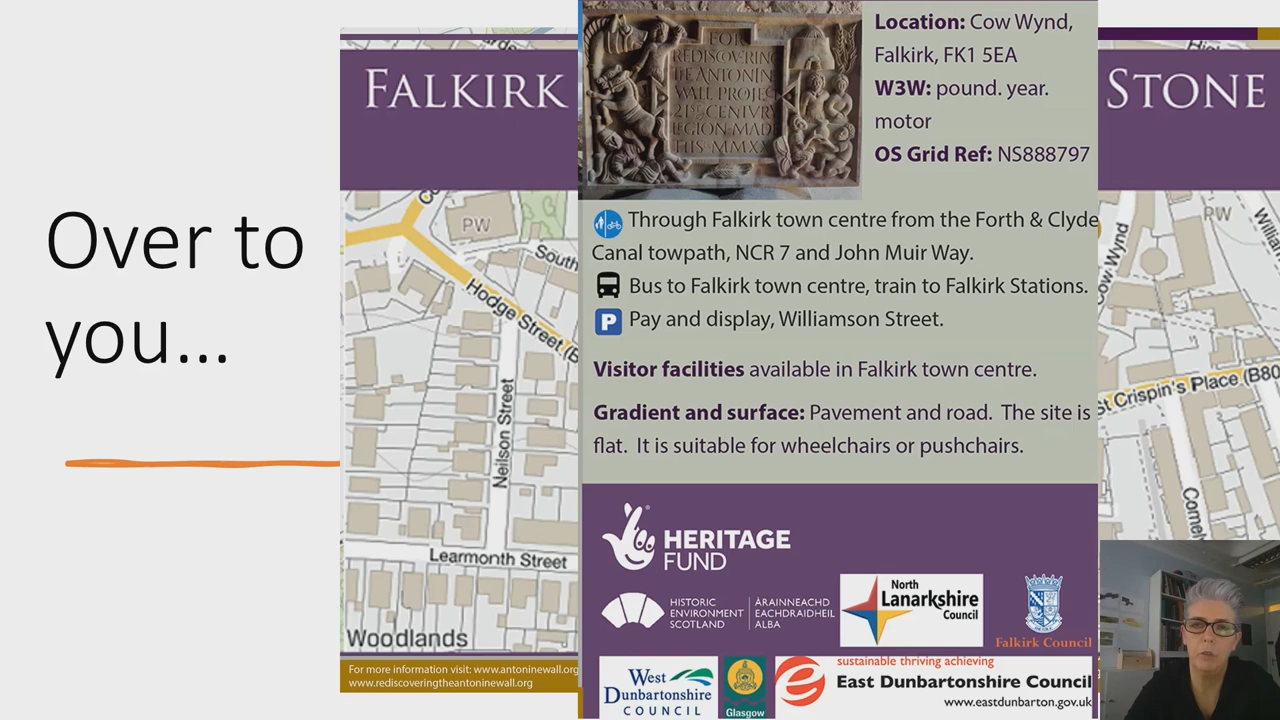 Over to
you...
FALKIRK
STONE
PW
South
Hodge Street (B
Neilson Street
Learmonth Street
Woodlands
For more information visit: www.antoninewall.org
www.rediscoveringtheantoninewall.org
FOR
REDISCOVERING
THE ANTONIN
WALL PROJEC
21ST CENTVRY
LEGION MAD
THIS MMXX
Location: Cow Wynd,
Falkirk, FK1 5EA
W3W: pound. year.
motor
OS Grid Ref: NS888797
Through Falkirk town centre from the Forth & Clyde
Canal towpath, NCR 7 and John Muir Way.
Bus to Falkirk town centre, train to Falkirk Stations.
P Pay and display, Williamson Street.
Visitor facilities available in Falkirk town centre.
Gradient and surface: Pavement and road. The site is
flat. It is suitable for wheelchairs or pushchairs.
HERITAGE
FUND
HISTORIC
ENVIRONMENT
SCOTLAND
ÀRAINNEACHD
EACHDRAIDHEIL
ALBA
North
Lanarkshire
Council
Falkirk Council
West
Dunbartonshire
COUNCIL
Glasgow
sustainable thriving achieving
East Dunbartonshire Council
www.eastdunbarton.gov.uk
PW
Cow Wynd
St Crispin's Place (B80